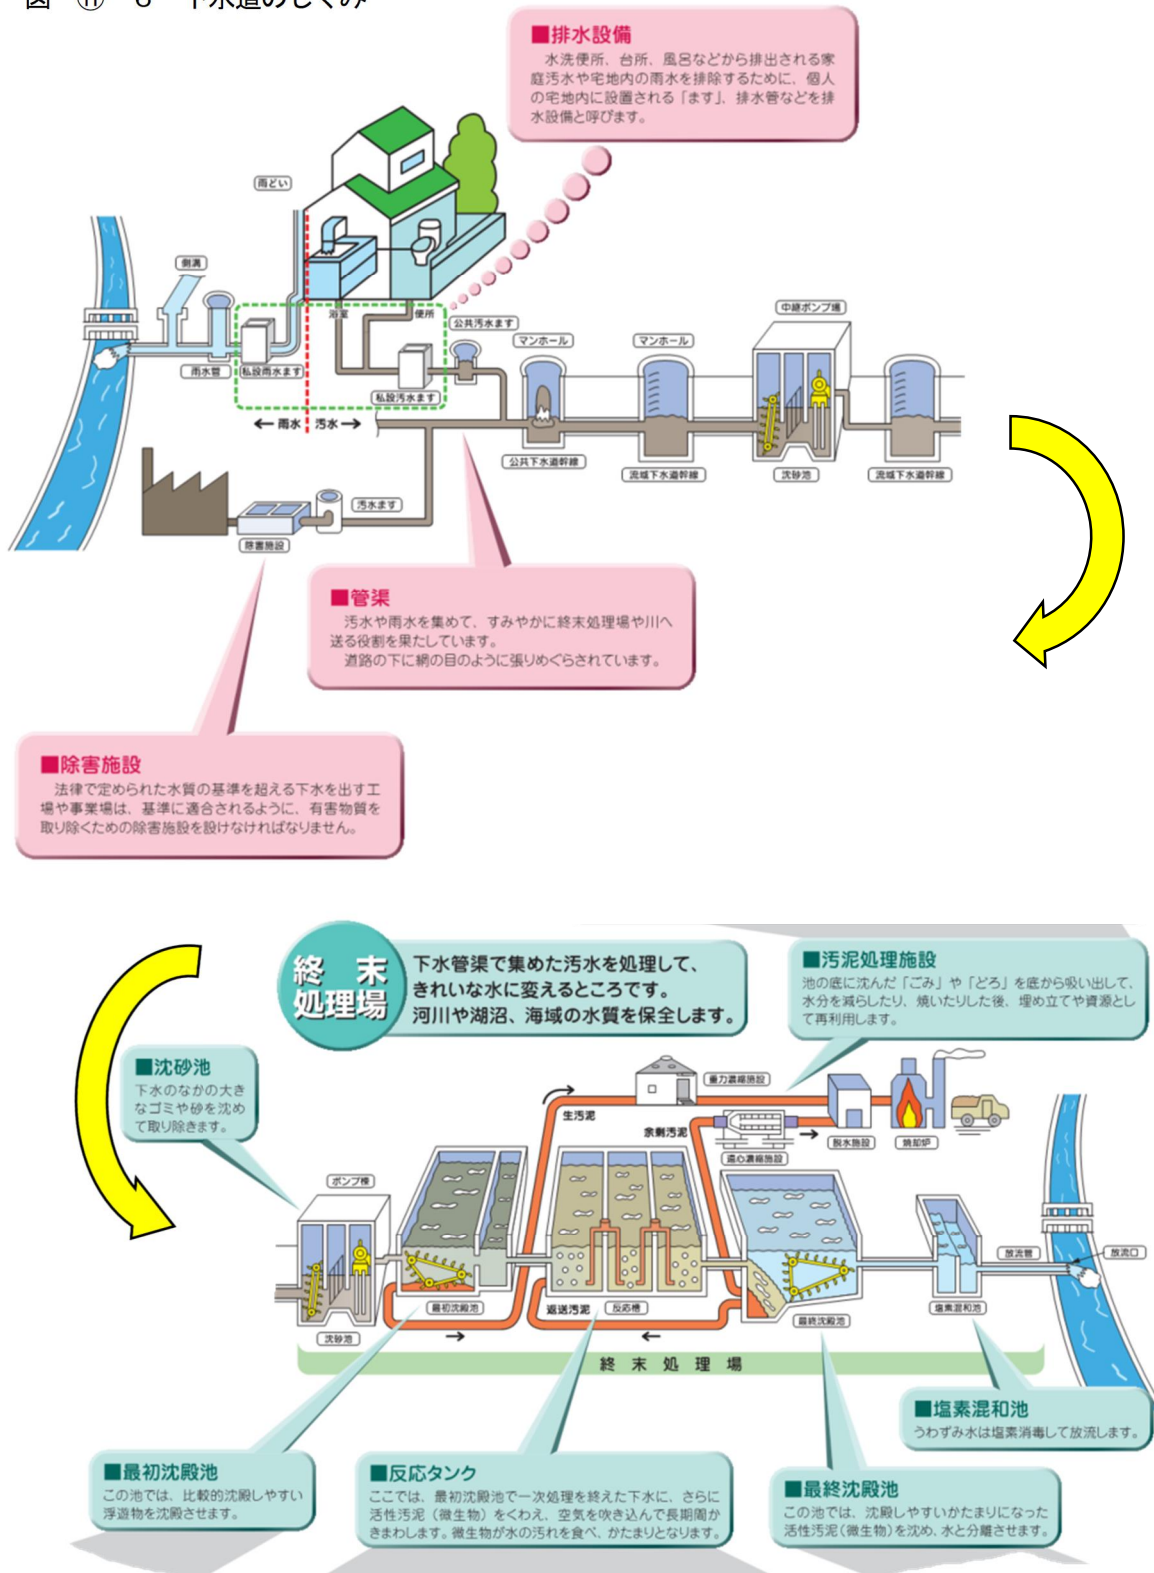 図 ⑪ 8 下水道のしくみ
■排水設備
水洗便所、台所、風呂などから排出される家
庭汚水や宅地内の雨水を排除するために、個人
の宅地内に設置される「ます」、排水管などを排
水設備と呼びます。
雨どい
側溝
浴室
便所
公共汚水ます
マンホール
マンホール
中継ポンプ場
雨水管
私設雨水ます
私設汚水ます
←雨水
汚水→
公共下水道幹線
流域下水道幹線
沈砂池
流域下水道幹線
汚水ます
除害施設
■管渠
汚水や雨水を集めて、すみやかに終末処理場や川へ
送る役割を果たしています。
道路の下に網の目のように張りめぐらされています。
■除害施設
法律で定められた水質の基準を超える下水を出す工
場や事業場は、基準に適合されるように、有害物質を
取り除くための除害施設を設けなければなりません。
終末
処理場
下水管渠で集めた汚水を処理して、
きれいな水に変えるところです。
河川や湖沼、海域の水質を保全します。
■汚泥処理施設
池の底に沈んだ「ごみ」や「どろ」を底から吸い出して、
水分を減らしたり、焼いたりした後、埋め立てや資源とし
て再利用します。
■沈砂池
下水のなかの大き
なゴミや砂を沈め
て取り除きます。
生汚泥
重力濃縮施設
余剰汚泥
遠心濃縮施設
脱水施設
焼却炉
ポンプ棟
放流管
放流口
最初沈殿池
返送汚泥
反応槽
最終沈殿池
塩素混和池
沈砂池
終末処理場
■塩素混和池
うわずみ水は塩素消毒して放流します。
■最初沈殿池
この池では、比較的沈殿しやすい
浮遊物を沈殿させます。
■反応タンク
ここでは、最初沈殿池で一次処理を終えた下水に、さらに
活性汚泥（微生物）をくわえ、空気を吹き込んで長期間か
きまわします。微生物が水の汚れを食べ、かたまりとなります。
■最終沈殿池
この池では、沈殿しやすいかたまりになった
活性汚泥（微生物）を沈め、水と分離させます。